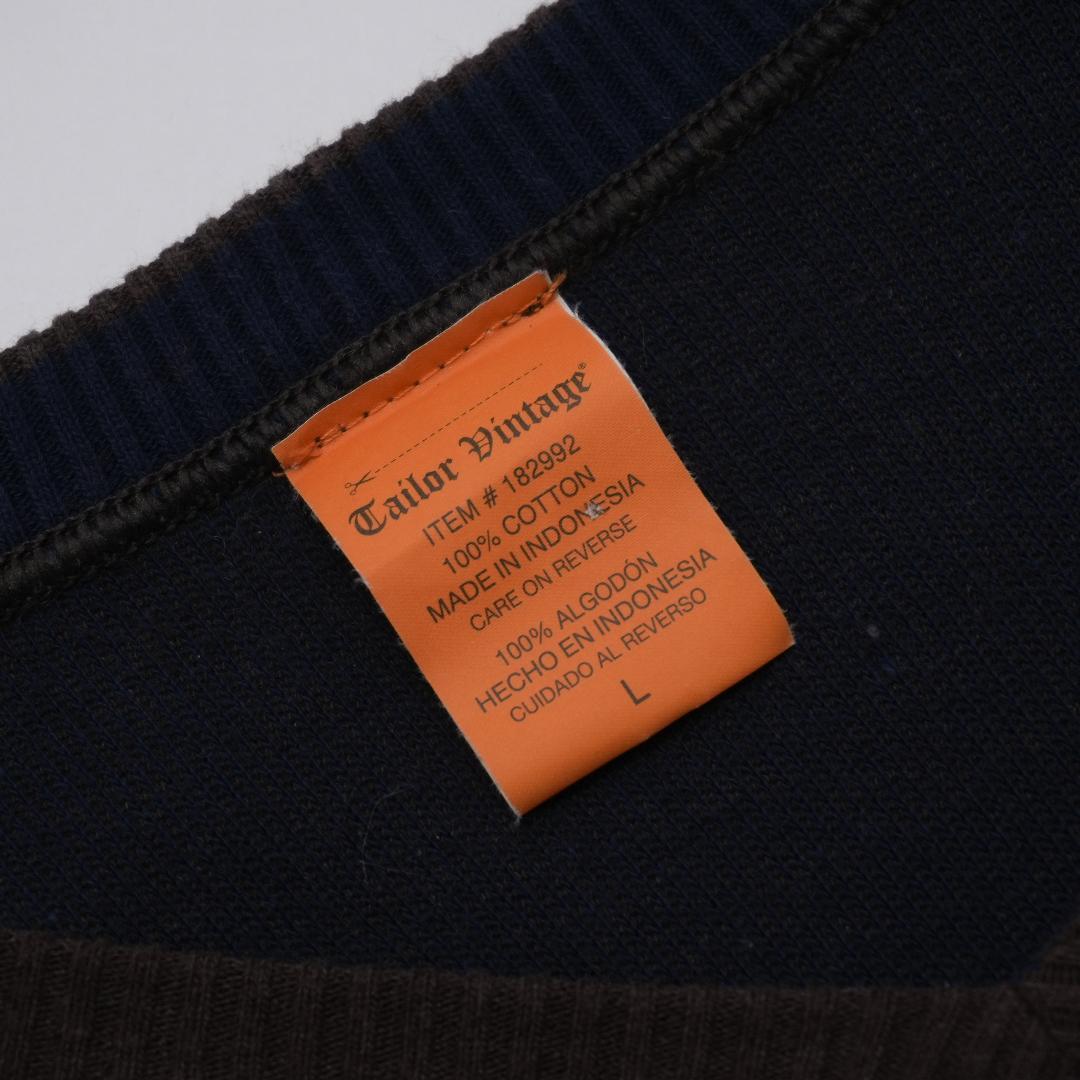 Tailor Vintage®
ITEM # 182992
100% COTTON
MADE IN INDONESIA
CARE ON REVERSE
100% ALGODÓN
HECHO EN INDONESIA
CUIDADO AL REVERSO
L